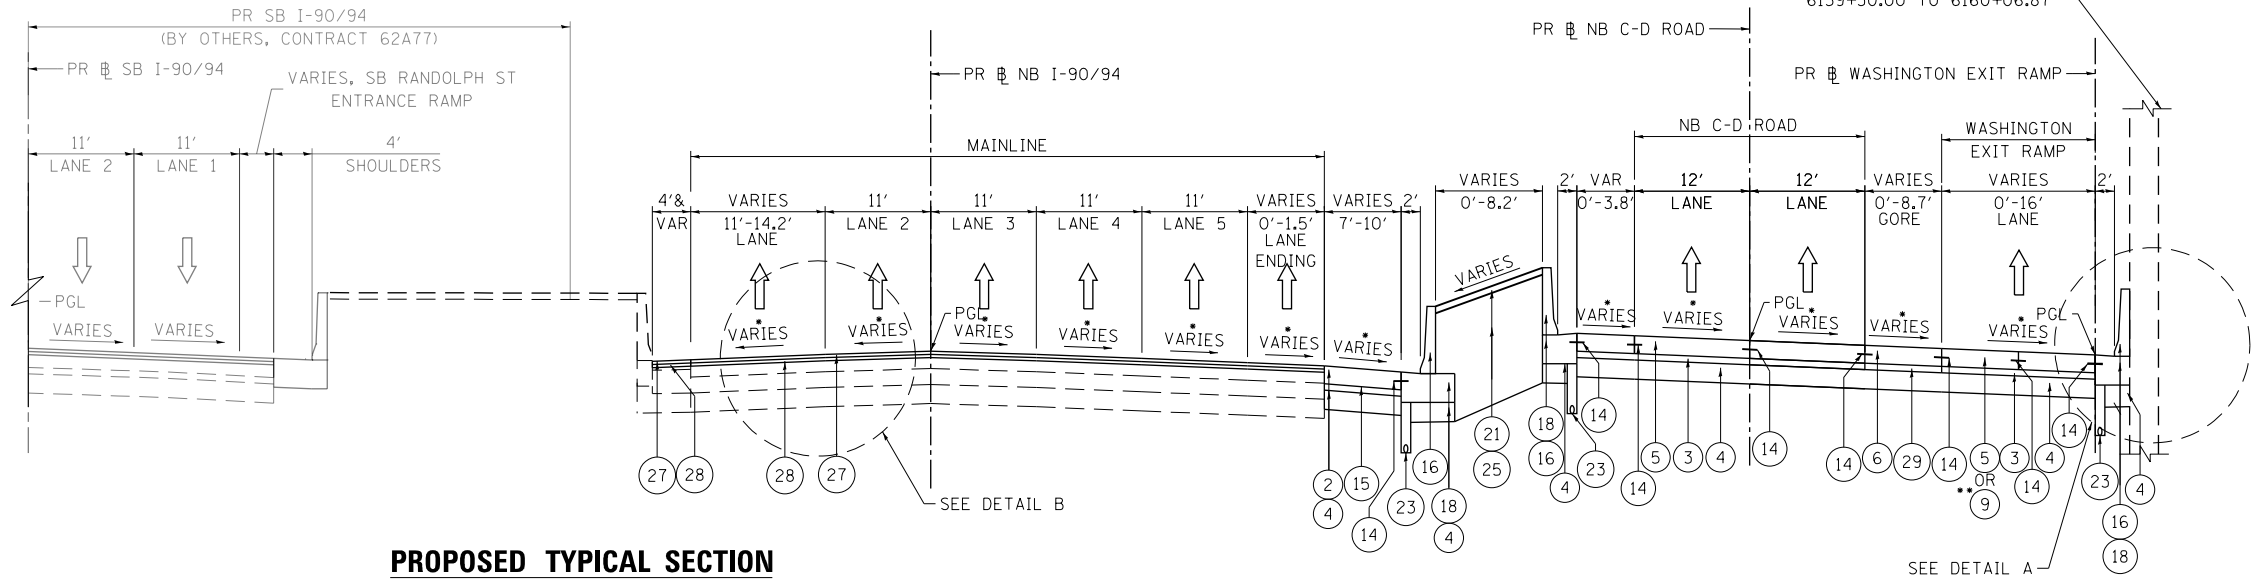 PR SB I-90/94
(BY OTHERS, CONTRACT 62A77)
PR ℄ SB I-90/94
VARIES, SB RANDOLPH ST
ENTRANCE RAMP
11'
LANE 2
11'
LANE 1
4'
SHOULDERS
PGL
VARIES
VARIES
PR ℄ NB I-90/94
MAINLINE
4'&
VAR
VARIES
11'-14.2'
LANE
11'
LANE 2
11'
LANE 3
11'
LANE 4
11'
LANE 5
VARIES
0'-1.5'
LANE
ENDING
VARIES
7'-10'
2'
*
VARIES
*
VARIES
PGL
*
VARIES
*
VARIES
*
VARIES
*
VARIES
*
VARIES
VARIES
0'-8.2'
VARIES
PR ℄ NB C-D ROAD
6160+06.87
PR ℄ WASHINGTON EXIT RAMP
NB C-D ROAD
WASHINGTON
EXIT RAMP
2'
VAR
0'-3.8'
12'
LANE
12'
LANE
VARIES
0'-8.7'
GORE
VARIES
0'-16'
LANE
2'
*
VARIES
*
VARIES
PGL
*
VARIES
*
VARIES
*
VARIES
PGL
27
28
28
27
SEE DETAIL B
2
4
15
14
23
16
18
4
21
25
18
16
4
14
23
14
5
3
4
14
14
6
29
14
5
OR
**
9
3
14
4
14
23
16
18
4
SEE DETAIL A
PROPOSED TYPICAL SECTION